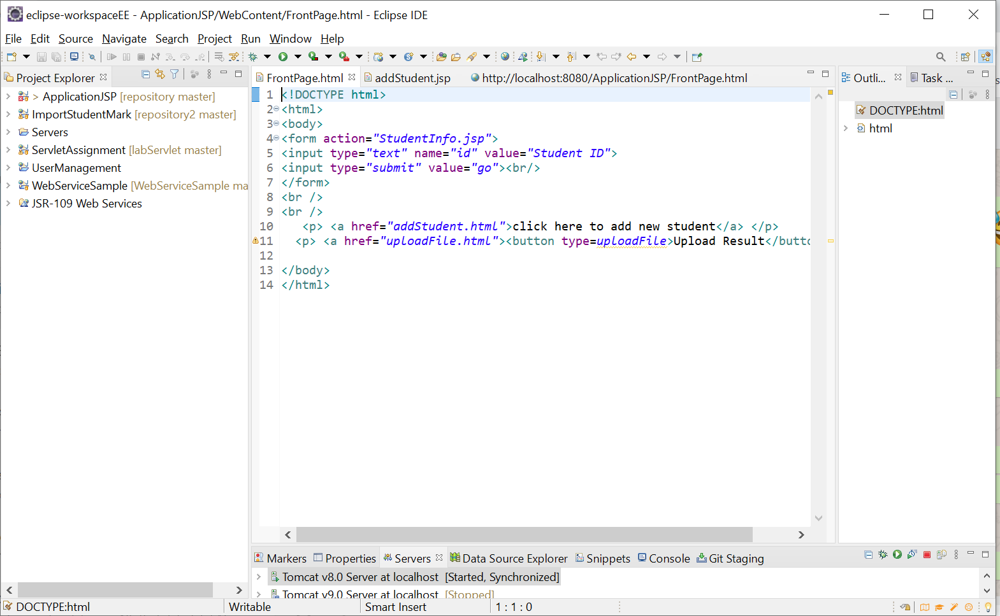 eclipse-workspaceEE - ApplicationJSP/WebContent/FrontPage.html - Eclipse IDE
File Edit Source Navigate Search Project Run Window Help
Project Explorer
> ApplicationJSP [repository master]
ImportStudentMark [repository2 master]
Servers
ServletAssignment [labServlet master]
UserManagement
WebServiceSample [WebServiceSample ma
JSR-109 Web Services
FrontPage.html addStudent.jsp http://localhost:8080/ApplicationJSP/FrontPage.html
1 <!DOCTYPE html>
2 <html>
3 <body>
4 <form action="StudentInfo.jsp">
5 <input type="text" name="id" value="Student ID">
6 <input type="submit" value="go"><br/>
7 </form>
8 <br />
9 <br />
10 <p> <a href="addStudent.html">click here to add new student</a> </p>
11 <p> <a href="uploadFile.html"><button type=uploadFile>Upload Result</butto
12
13 </body>
14 </html>
Outli... Task ...
DOCTYPE:html
html
Markers Properties Servers Data Source Explorer Snippets Console Git Staging
Tomcat v8.0 Server at localhost [Started, Synchronized]
Tomcat v9.0 Server at localhost [Stopped]
DOCTYPE:html Writable Smart Insert 1 : 1 : 0